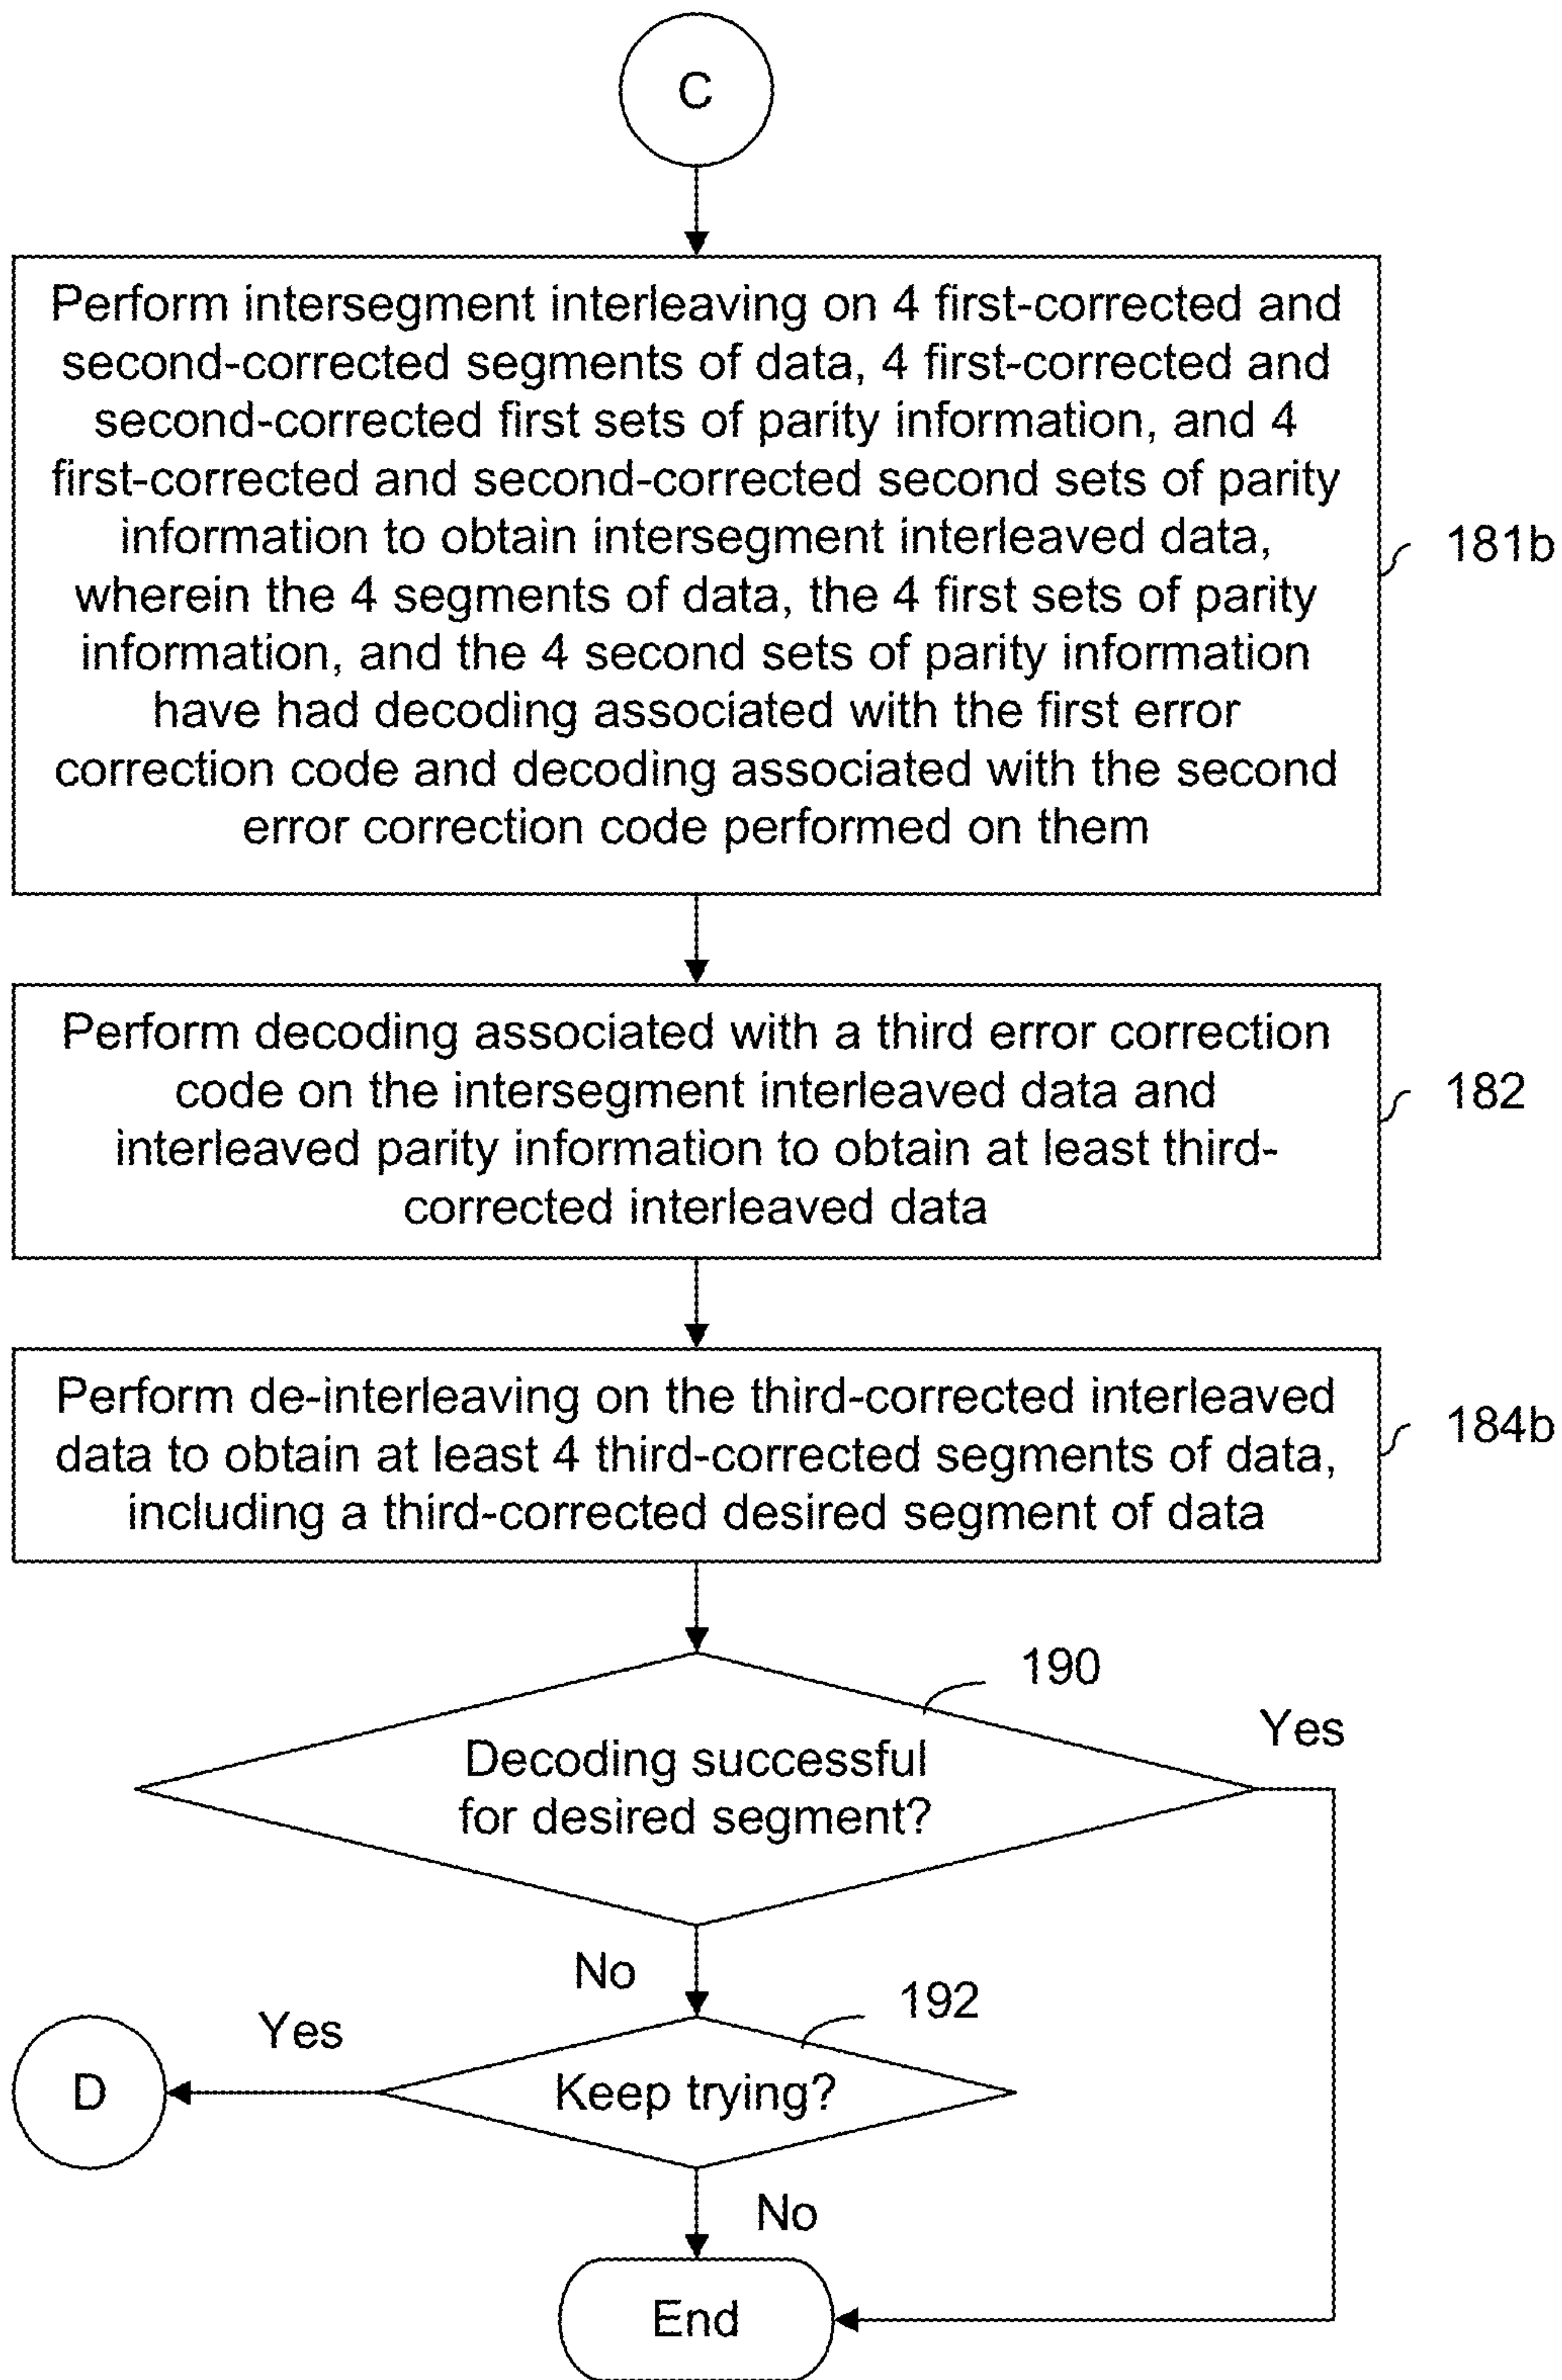 C
Perform intersegment interleaving on 4 first-corrected and
second-corrected segments of data, 4 first-corrected and
second-corrected first sets of parity information, and 4
first-corrected and second-corrected second sets of parity
information to obtain intersegment interleaved data,
wherein the 4 segments of data, the 4 first sets of parity
information, and the 4 second sets of parity information
have had decoding associated with the first error
correction code and decoding associated with the second
error correction code performed on them
181b
Perform decoding associated with a third error correction
code on the intersegment interleaved data and
interleaved parity information to obtain at least third-
corrected interleaved data
182
Perform de-interleaving on the third-corrected interleaved
data to obtain at least 4 third-corrected segments of data,
including a third-corrected desired segment of data
184b
190
Yes
Decoding successful
for desired segment?
No
192
Yes
D
Keep trying?
No
End